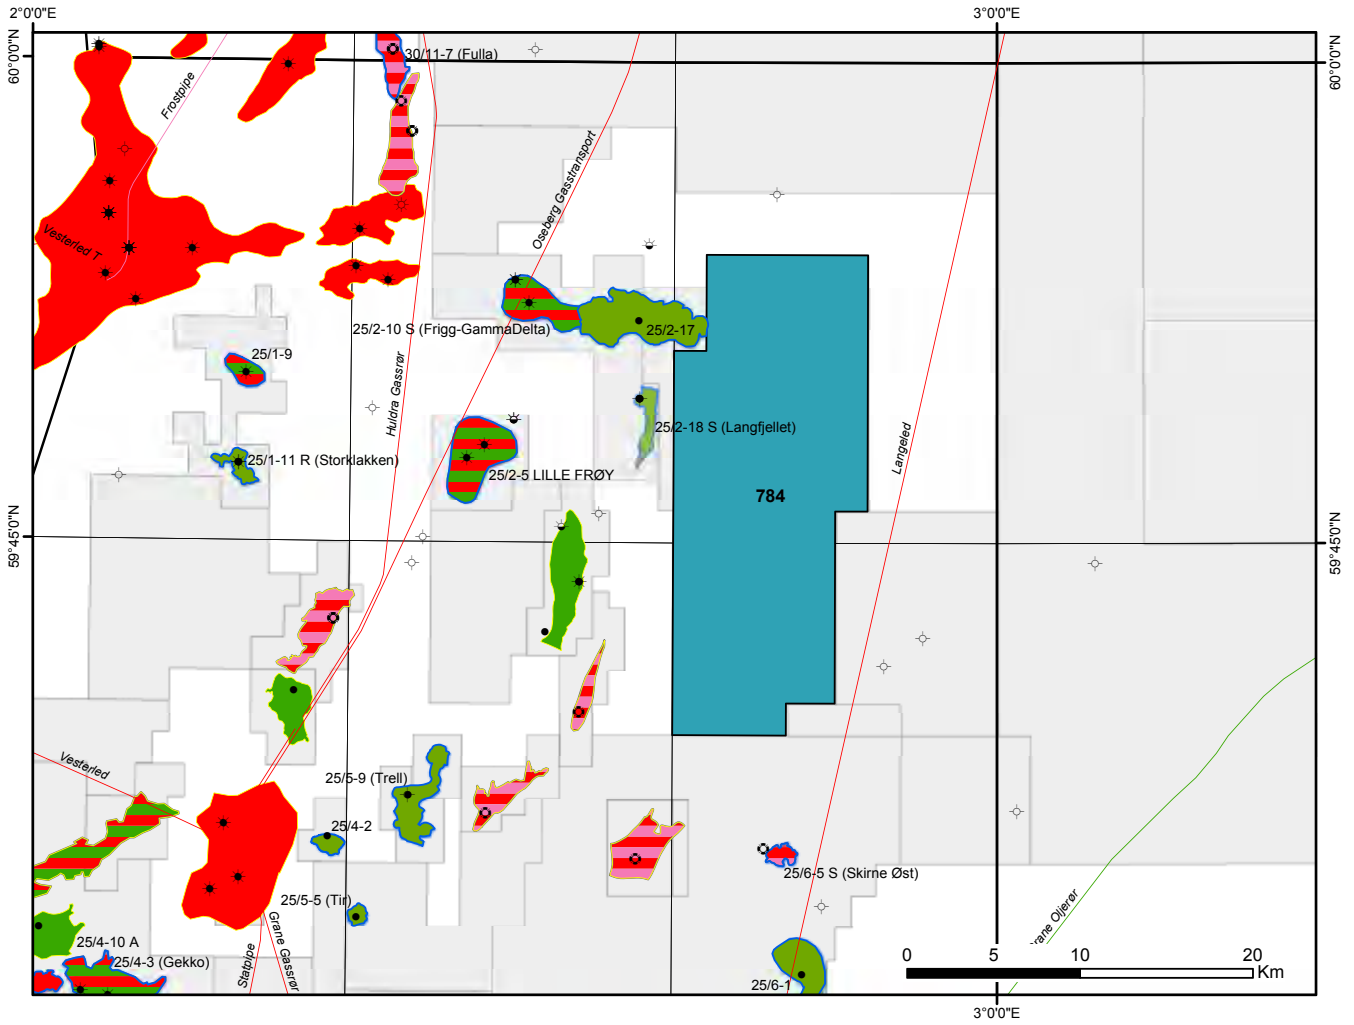 2°0'0"E
3°0'0"E
60°0'0"N
60°0'0"N
30/11-7 (Fulla)
Frostpipe
Oseberg Gasstransport
Vesterled T
25/2-10 S (Frigg-GammaDelta)
25/2-17
25/1-9
Huldra Gassrør
25/2-18 S (Langfjellet)
Langeled
25/1-11 R (Storklakken)
25/2-5 LILLE FRØY
784
59°45'0"N
59°45'0"N
Vesterled
25/5-9 (Trell)
25/4-2
25/6-5 S (Skirne Øst)
25/5-5 (Tir)
rane Oljerør
25/4-10 A
Grane Gassrør
Statpipe
25/4-3 (Gekko)
25/6-1
0 5 10 20
Km
3°0'0"E